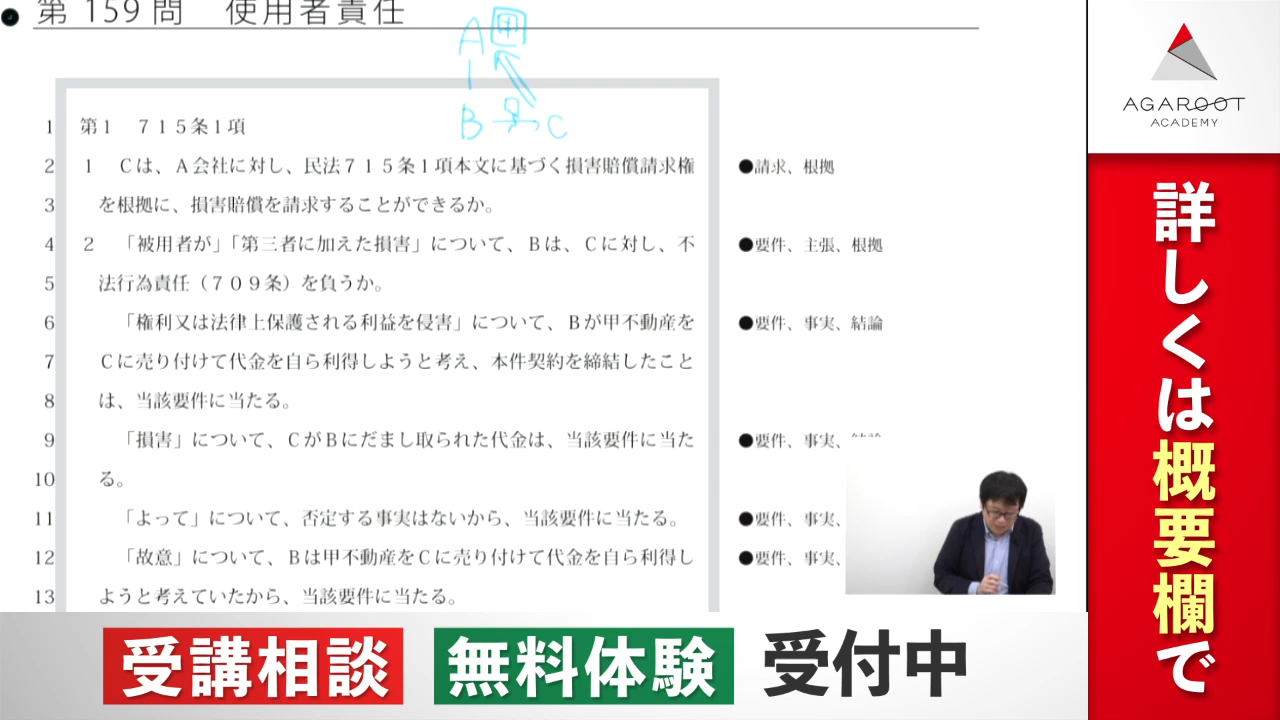 第 159 問 使用者責任
A 甲
B C
1 第1 715条1項
2 1 Cは、A会社に対し、民法715条1項本文に基づく損害賠償請求権
●請求、根拠
3 を根拠に、損害賠償を請求することができるか。
4 2 「被用者が」「第三者に加えた損害」について、Bは、Cに対し、不
●要件、主張、根拠
5 法行為責任（709条）を負うか。
6 「権利又は法律上保護される利益を侵害」について、Bが甲不動産を
●要件、事実、結論
7 Cに売り付けて代金を自ら利得しようと考え、本件契約を締結したこと
8 は、当該要件に当たる。
9 「損害」について、CがBにだまし取られた代金は、当該要件に当た
●要件、事実、
10 る。
11 「よって」について、否定する事実はないから、当該要件に当たる。
●要件、事実、
12 「故意」について、Bは甲不動産をCに売り付けて代金を自ら利得し
●要件、事実、
13 ようと考えていたから、当該要件に当たる。
AGAROOT
ACADEMY
詳しくは概要欄で
受講相談 無料体験 受付中